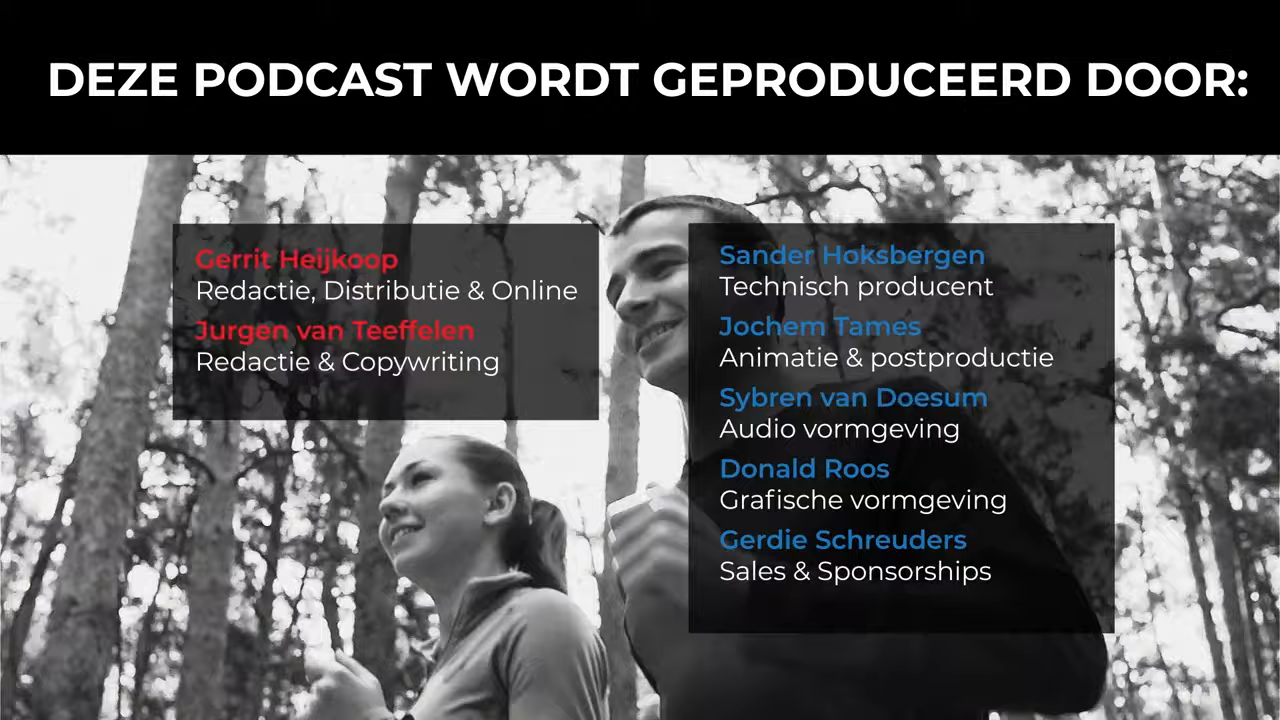 DEZE PODCAST WORDT GEPRODUCEERD DOOR:
Gerrit Heijkoop
Redactie, Distributie & Online
Jurgen van Teeffelen
Redactie & Copywriting
Sander Hoksbergen
Technisch producent
Jochem Tames
Animatie & postproductie
Sybren van Doesum
Audio vormgeving
Donald Roos
Grafische vormgeving
Gerdie Schreuders
Sales & Sponsorships